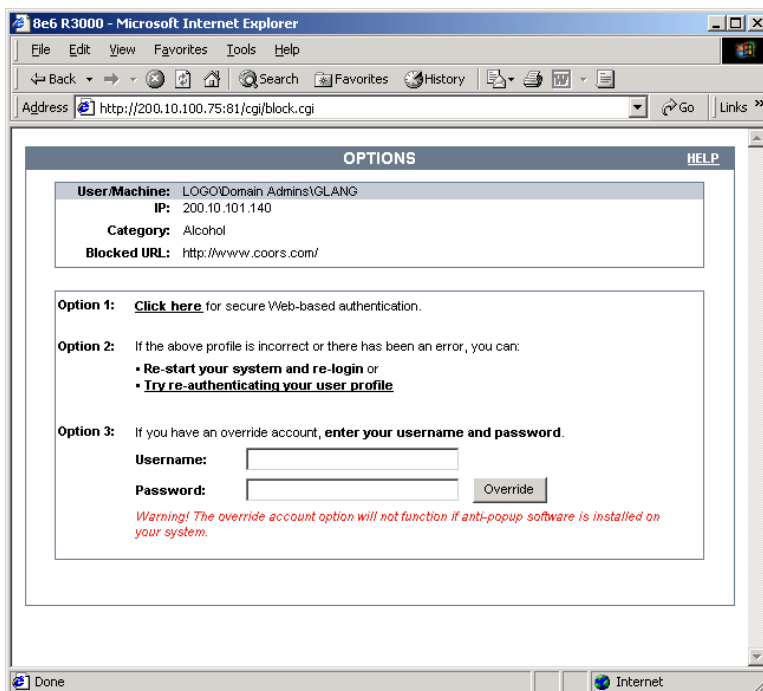 8e6 R3000 - Microsoft Internet Explorer
File Edit View Favorites Tools Help
Back Search Favorites History
Address http://200.10.100.75:81/cgi/block.cgi Go Links »
OPTIONS HELP
User/Machine: LOGO\Domain Admins\GLANG
IP: 200.10.101.140
Category: Alcohol
Blocked URL: http://www.coors.com/
Option 1: Click here for secure Web-based authentication.
Option 2: If the above profile is incorrect or there has been an error, you can:
▪ Re-start your system and re-login or
▪ Try re-authenticating your user profile
Option 3: If you have an override account, enter your username and password.
Username:
Password: Override
Warning! The override account option will not function if anti-popup software is installed on
your system.
Done Internet